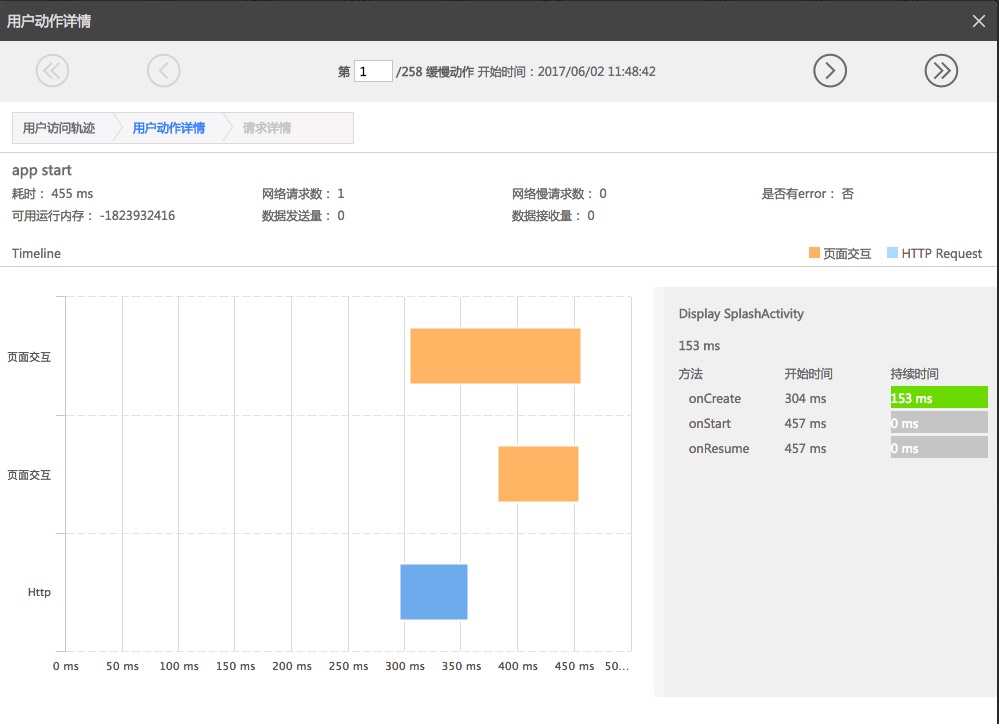 用户动作详情
第 1 /258 缓慢动作 开始时间：2017/06/02 11:48:42
用户访问轨迹 用户动作详情 请求详情
app start
耗时： 455 ms 网络请求数： 1 网络慢请求数： 0 是否有error： 否
可用运行内存： -1823932416 数据发送量： 0 数据接收量： 0
Timeline 页面交互 HTTP Request
页面交互
页面交互
Http
0 ms 50 ms 100 ms 150 ms 200 ms 250 ms 300 ms 350 ms 400 ms 450 ms 50...
Display SplashActivity
153 ms
方法 开始时间 持续时间
onCreate 304 ms 153 ms
onStart 457 ms 0 ms
onResume 457 ms 0 ms